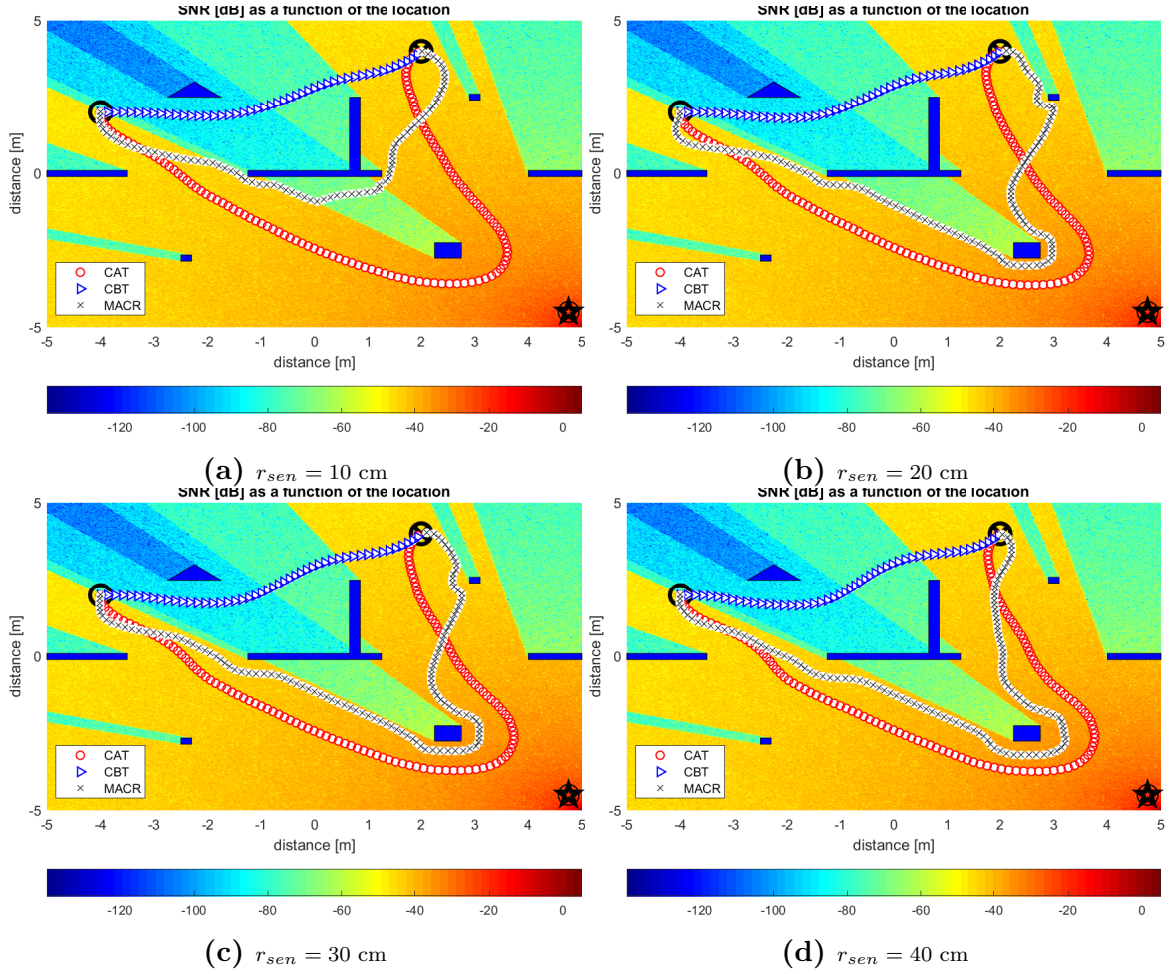 SNR [dB] as a function of the location
5
0
-5
distance [m]
CAT
CBT
MACR
-5 -4 -3 -2 -1 0 1 2 3 4 5
distance [m]
-120 -100 -80 -60 -40 -20 0
(a) r_sen = 10 cm
SNR [dB] as a function of the location
5
0
-5
distance [m]
CAT
CBT
MACR
-5 -4 -3 -2 -1 0 1 2 3 4 5
distance [m]
-120 -100 -80 -60 -40 -20 0
(b) r_sen = 20 cm
SNR [dB] as a function of the location
5
0
-5
distance [m]
CAT
CBT
MACR
-5 -4 -3 -2 -1 0 1 2 3 4 5
distance [m]
-120 -100 -80 -60 -40 -20 0
(c) r_sen = 30 cm
SNR [dB] as a function of the location
5
0
-5
distance [m]
CAT
CBT
MACR
-5 -4 -3 -2 -1 0 1 2 3 4 5
distance [m]
-120 -100 -80 -60 -40 -20 0
(d) r_sen = 40 cm